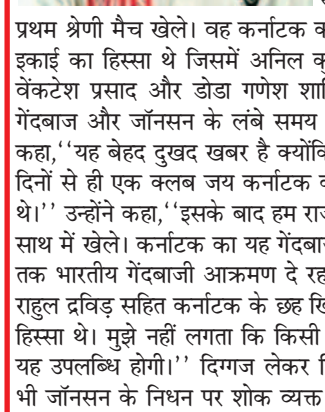 प्रथम श्रेणी मैच खेले। वह कर्नाटक
इकाई का हिस्सा थे जिसमें अनिल
वेंकटेश प्रसाद और डोडा गणेश
गेंदबाज और जॉनसन के लंबे समय
कहा,‘‘यह बेहद दुखद खबर है
दिनों से ही एक क्लब जय कर्नाटक
थे।’’ उन्होंने कहा,‘‘इसके बाद हम
साथ में खेले। कर्नाटक का यह
तक भारतीय गेंदबाजी आक्रमण दे
राहुल द्रविड़ सहित कर्नाटक के छह
हिस्सा थे। मुझे नहीं लगता कि किसी
यह उपलब्धि होगी।’’ दिग्गज लेकर
भी जॉनसन के निधन पर शोक व्यक्त